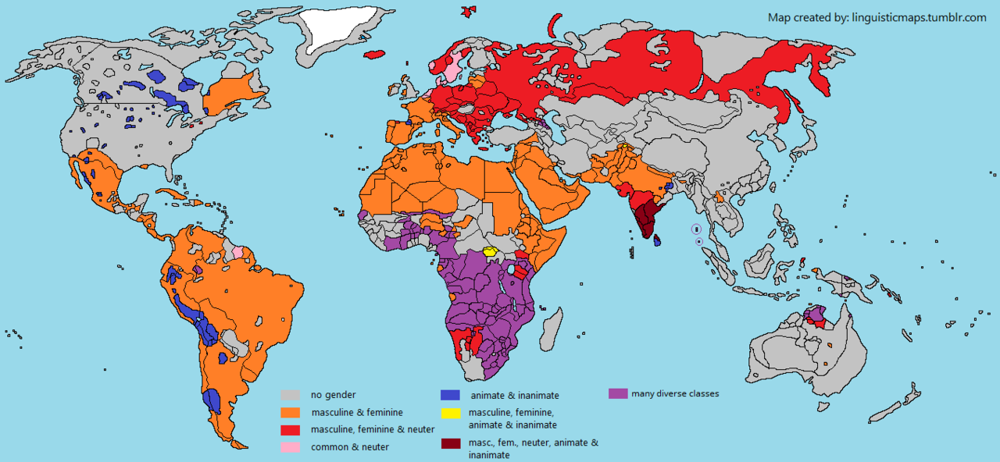 Map created by: linguisticmaps.tumblr.com
no gender
masculine & feminine
masculine, feminine & neuter
common & neuter
animate & inanimate
masculine, feminine,
animate & inanimate
masc., fem., neuter, animate &
inanimate
many diverse classes